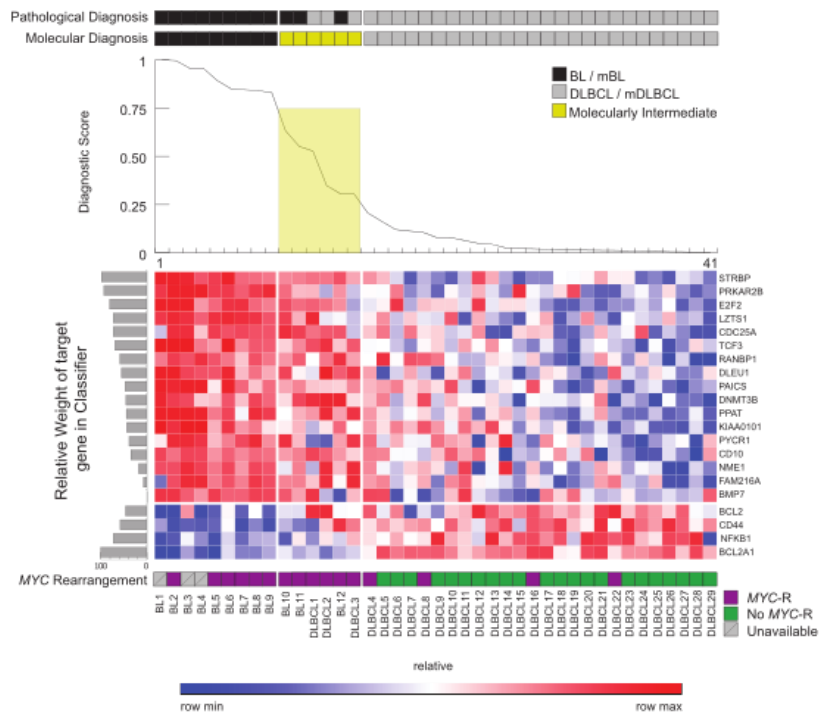 Pathological Diagnosis
Molecular Diagnosis
1
0.75
0.50
0.25
0
Diagnostic Score
BL / mBL
DLBCL / mDLBCL
Molecularly Intermediate
1
41
Relative Weight of target
gene in Classifier
STRBP
PRKAR2B
E2F2
LZTS1
CDC25A
TCF3
RANBP1
DLEU1
PAICS
DNMT3B
PPAT
KIAA0101
PYCR1
CD10
NME1
FAM216A
BMP7
BCL2
CD44
NFKB1
BCL2A1
100
0
MYC Rearrangement
BL1
BL2
BL3
BL4
BL5
BL6
BL7
BL8
BL9
BL10
BL11
DLBCL1
DLBCL2
BL12
DLBCL3
DLBCL4
DLBCL5
DLBCL6
DLBCL7
DLBCL8
DLBCL9
DLBCL10
DLBCL11
DLBCL12
DLBCL13
DLBCL14
DLBCL15
DLBCL16
DLBCL17
DLBCL18
DLBCL19
DLBCL20
DLBCL21
DLBCL22
DLBCL23
DLBCL24
DLBCL25
DLBCL26
DLBCL27
DLBCL28
DLBCL29
MYC-R
No MYC-R
Unavailable
relative
row min
row max